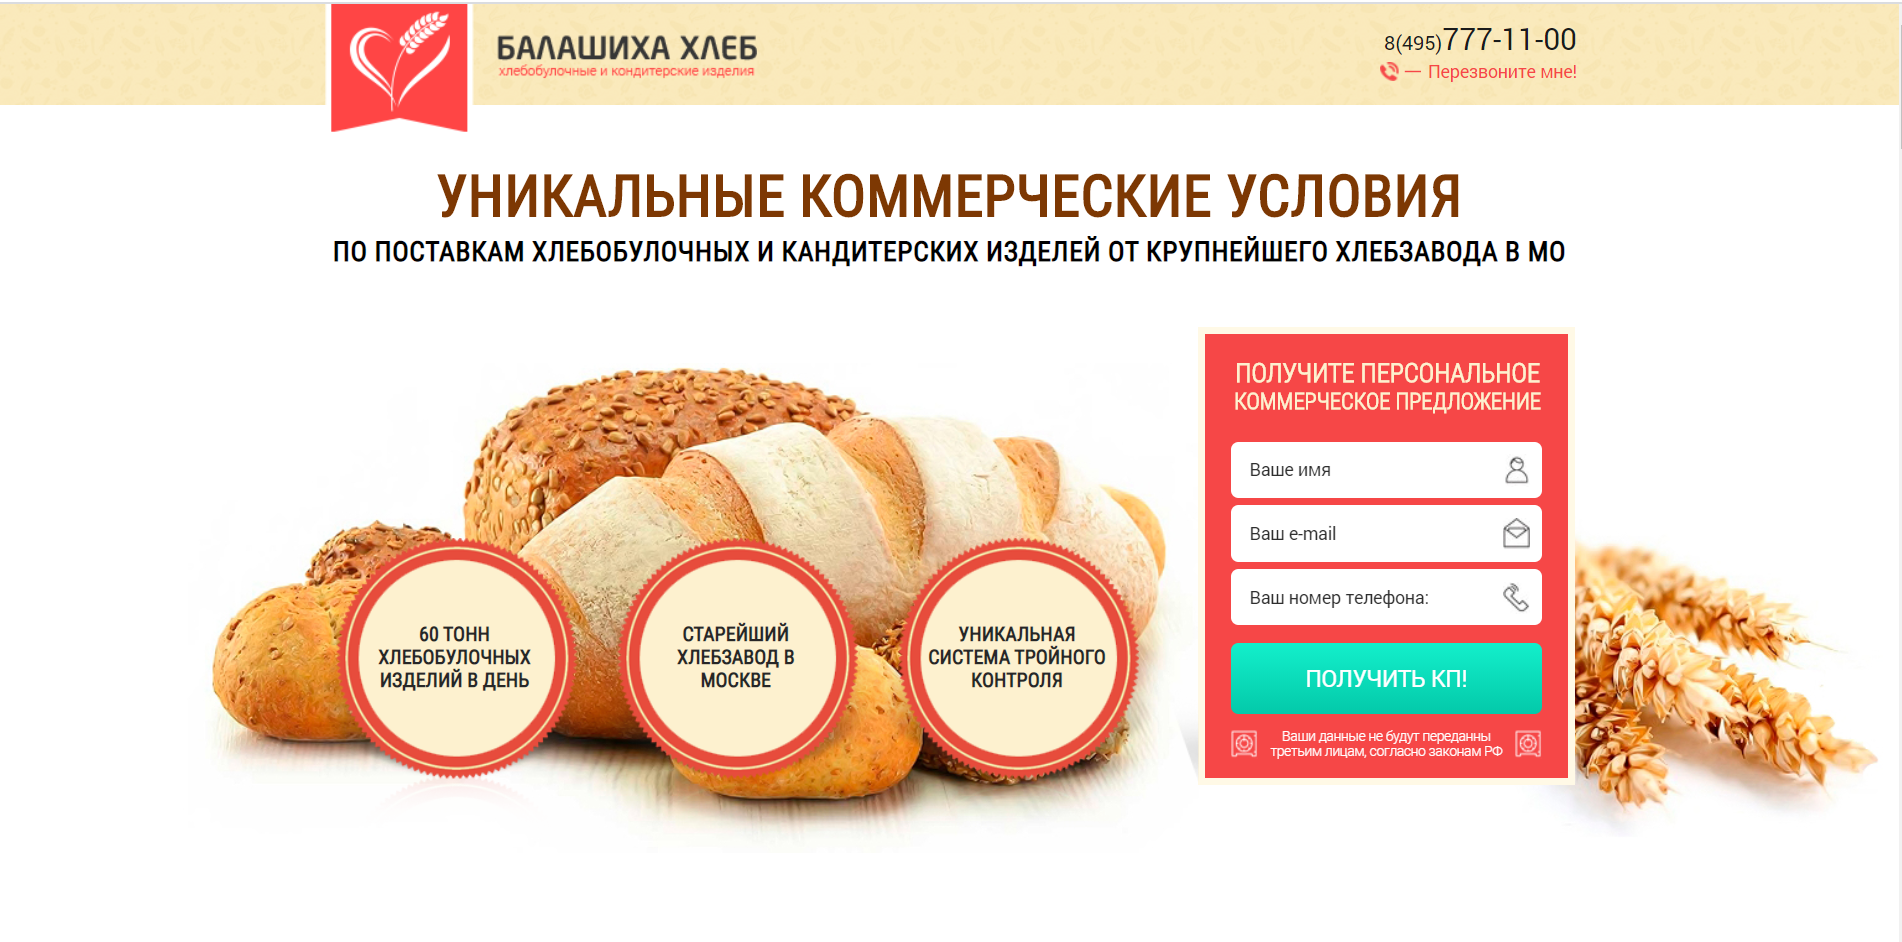 БАЛАШИХА ХЛЕБ
хлебобулочные и кондитерские изделия
8(495)777-11-00
— Перезвоните мне!
УНИКАЛЬНЫЕ КОММЕРЧЕСКИЕ УСЛОВИЯ
ПО ПОСТАВКАМ ХЛЕБОБУЛОЧНЫХ И КАНДИТЕРСКИХ ИЗДЕЛЕЙ ОТ КРУПНЕЙШЕГО ХЛЕБЗАВОДА В МО
60 ТОНН
ХЛЕБОБУЛОЧНЫХ
ИЗДЕЛИЙ В ДЕНЬ
СТАРЕЙШИЙ
ХЛЕБЗАВОД В
МОСКВЕ
УНИКАЛЬНАЯ
СИСТЕМА ТРОЙНОГО
КОНТРОЛЯ
ПОЛУЧИТЕ ПЕРСОНАЛЬНОЕ
КОММЕРЧЕСКОЕ ПРЕДЛОЖЕНИЕ
Ваше имя
Ваш e-mail
Ваш номер телефона:
ПОЛУЧИТЬ КП!
Ваши данные не будут переданны
третьим лицам, согласно законам РФ